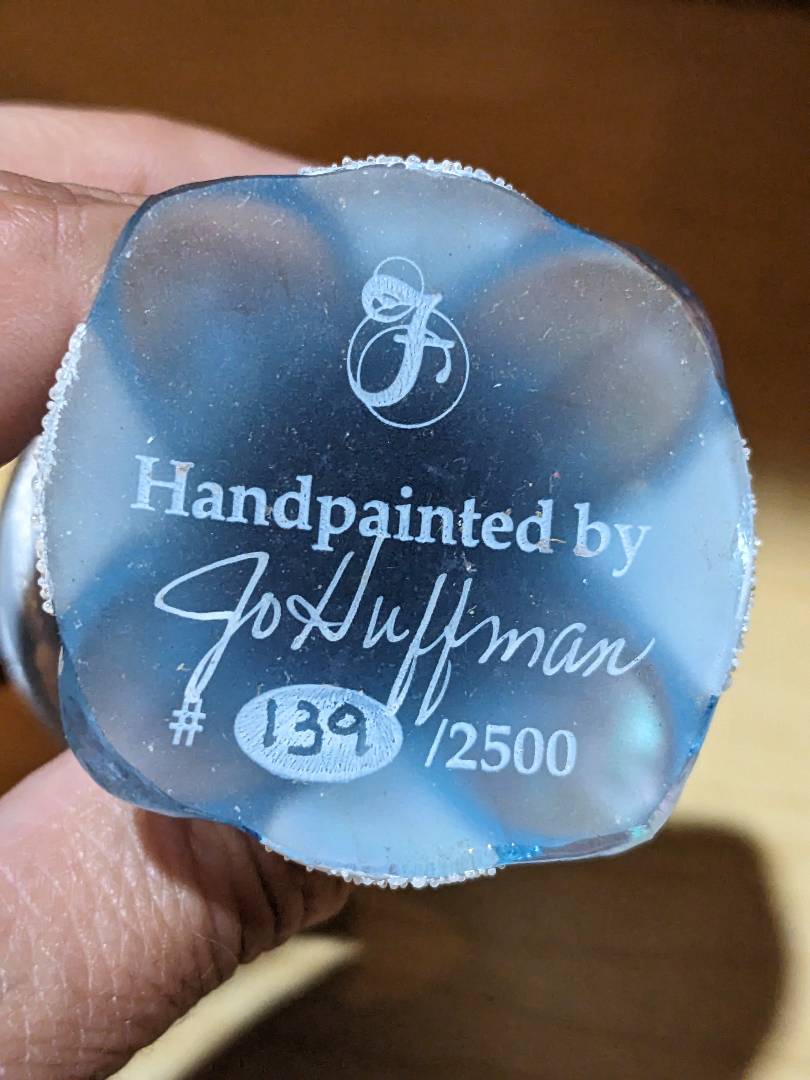 F
Handpainted by
Jo Huffman
# 139 /2500